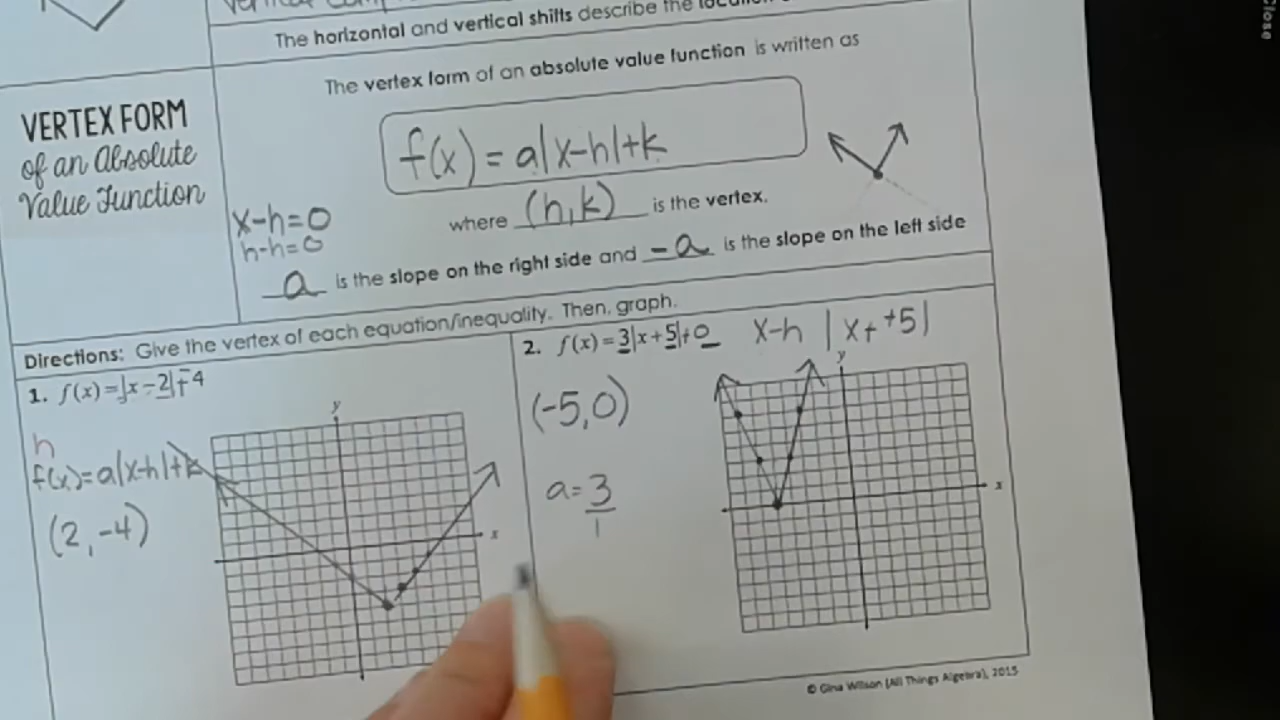 Close
The horizontal and vertical shifts describe the
The vertex form of an absolute value function is written as
VERTEX FORM
of an Absolute
Value Function
f(x) = a|x-h|+k
x-h=0
h-h=0
where (h,k) is the vertex.
a is the slope on the right side and -a is the slope on the left side
Directions: Give the vertex of each equation/inequality. Then, graph.
1. f(x) = |x - 2| + -4
h
f(x) = a|x-h|+k
(2, -4)
y
x
2. f(x) = 3|x + 5| + 0 x-h |x+ +5|
(-5, 0)
a = 3/1
y
x
© Gina Wilson (All Things Algebra), 2015